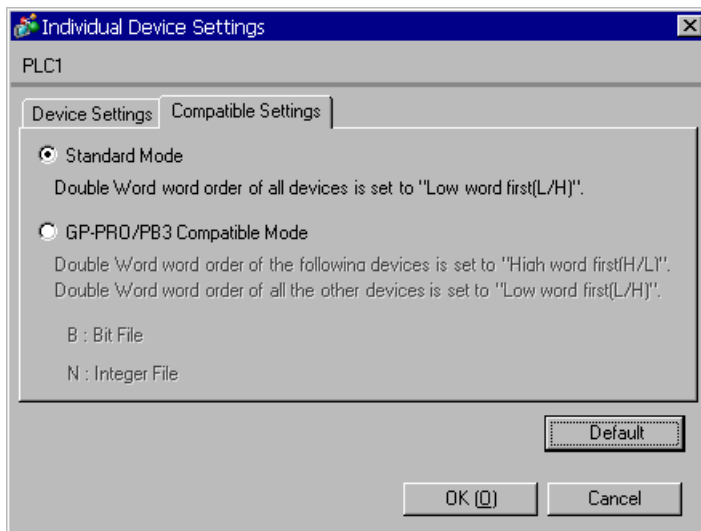 Individual Device Settings
PLC1
Device Settings
Compatible Settings
Standard Mode
Double Word word order of all devices is set to "Low word first(L/H)".
GP-PRO/PB3 Compatible Mode
Double Word word order of the following devices is set to "High word first(H/L)".
Double Word word order of all the other devices is set to "Low word first(L/H)".
B : Bit File
N : Integer File
Default
OK (O)
Cancel